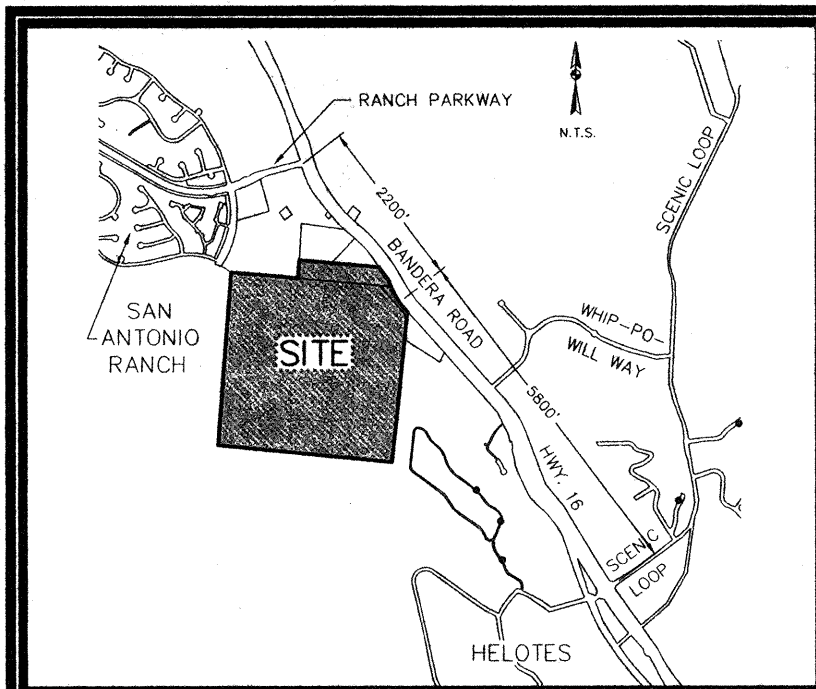 RANCH PARKWAY
N.T.S.
SCENIC LOOP
2200'
BANDERA ROAD
WHIP-PO-
WILL WAY
SAN
ANTONIO
RANCH
SITE
5800'
HWY. 16
SCENIC
LOOP
HELOTES